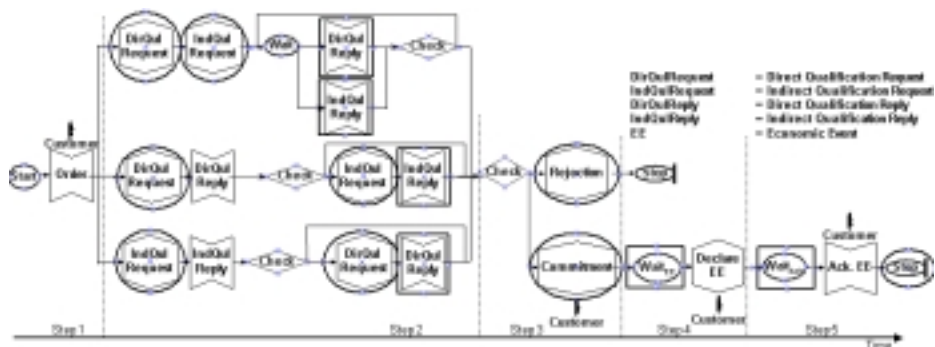 DirQul
Request
IndQul
Request
Wait
DirQul
Reply
Check
IndQul
Reply
DirQulRequest – Direct Qualification Request
IndQulRequest – Indirect Qualification Request
DirQulReply – Direct Qualification Reply
IndQulReply – Indirect Qualification Reply
EE – Economic Event
Customer
Start
Order
DirQul
Request
DirQul
Reply
Check
IndQul
Request
IndQul
Reply
Check
Rejection
Stop
IndQul
Request
IndQul
Reply
Check
DirQul
Request
DirQul
Reply
Customer
Commitment
Wait
Declare
EE
Wait
Ack. EE
Stop
Customer
Customer
Step 1
Step 2
Step 3
Step 4
Step 5
Time